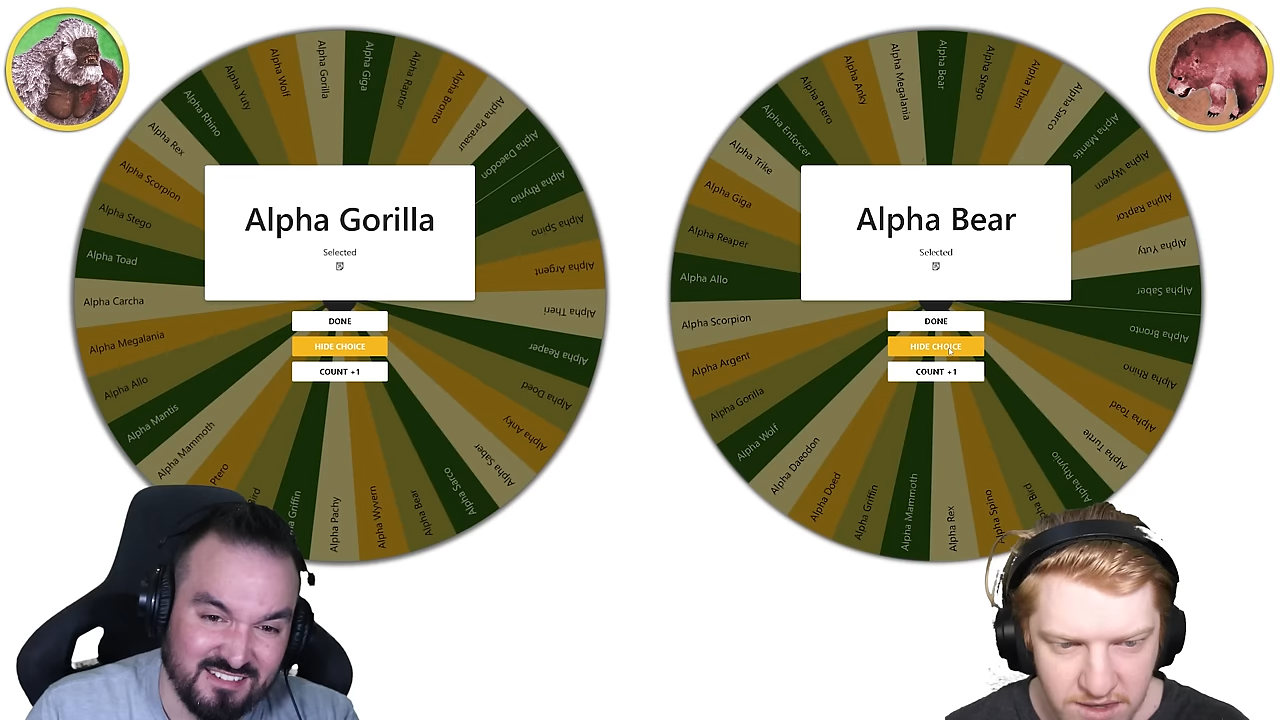 Alpha Gorilla
Selected
DONE
HIDE CHOICE
COUNT +1
Alpha Gorilla
Alpha Giga
Alpha Raptor
Alpha Bronto
Alpha Parasaur
Alpha Daeodon
Alpha Rhynio
Alpha Spino
Alpha Argent
Alpha Theri
Alpha Reaper
Alpha Doed
Alpha Anky
Alpha Saber
Alpha Sarco
Alpha Bear
Alpha Wyvern
Alpha Pachy
Griffin
Bird
Ptero
Alpha Mammoth
Alpha Mantis
Alpha Allo
Alpha Megalania
Alpha Carcha
Alpha Toad
Alpha Stego
Alpha Scorpion
Alpha Rex
Alpha Rhino
Alpha Yuty
Alpha Wolf
Alpha Bear
Selected
DONE
HIDE CHOICE
COUNT +1
Alpha Bear
Alpha Stego
Alpha Theri
Alpha Sarco
Alpha Mantis
Alpha Wyvern
Alpha Raptor
Alpha Yuty
Alpha Saber
Alpha Bronto
Alpha Rhino
Alpha Toad
Alpha Turtle
Alpha Rhynio
Bird
Alpha Spino
Alpha Rex
Alpha Mammoth
Alpha Griffin
Alpha Doed
Alpha Daeodon
Alpha Wolf
Alpha Gorilla
Alpha Argent
Alpha Scorpion
Alpha Allo
Alpha Reaper
Alpha Giga
Alpha Trike
Alpha Enforcer
Alpha Ptero
Alpha Anky
Alpha Megalania